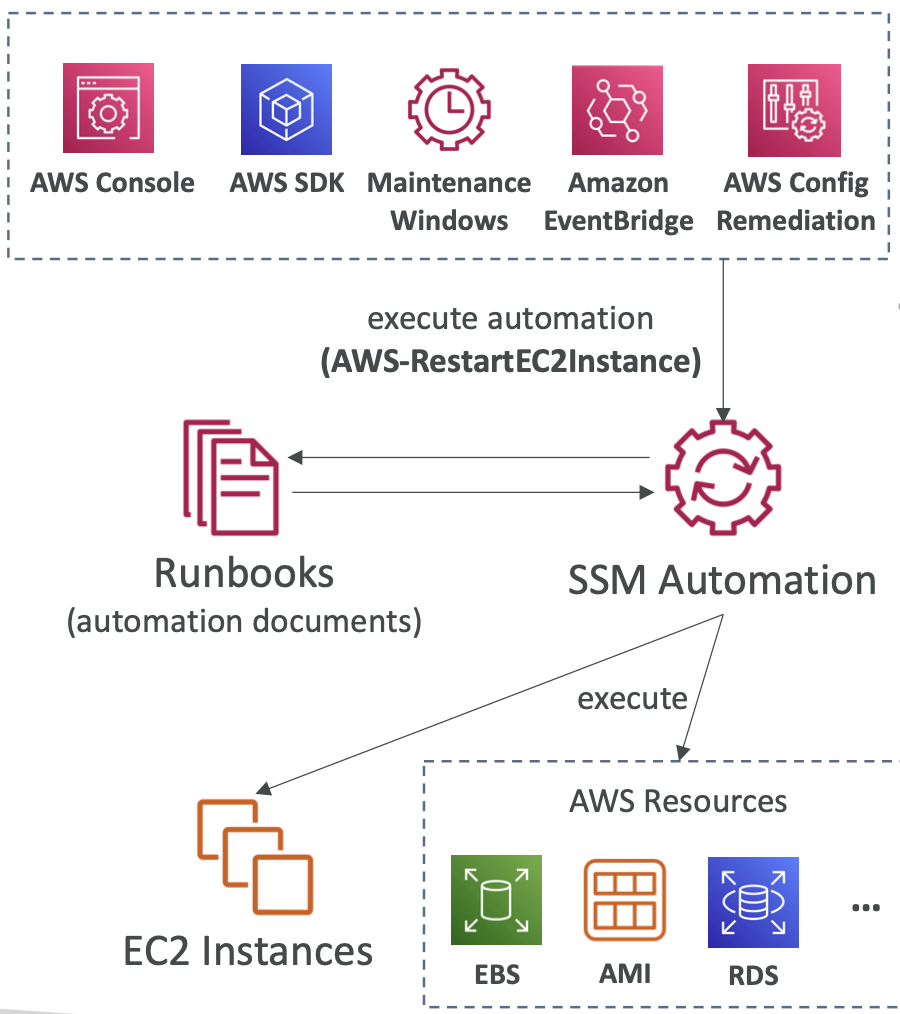 AWS Console
AWS SDK
Maintenance
Windows
Amazon
EventBridge
AWS Config
Remediation
execute automation
(AWS-RestartEC2Instance)
Runbooks
(automation documents)
SSM Automation
execute
EC2 Instances
AWS Resources
EBS
AMI
RDS
...